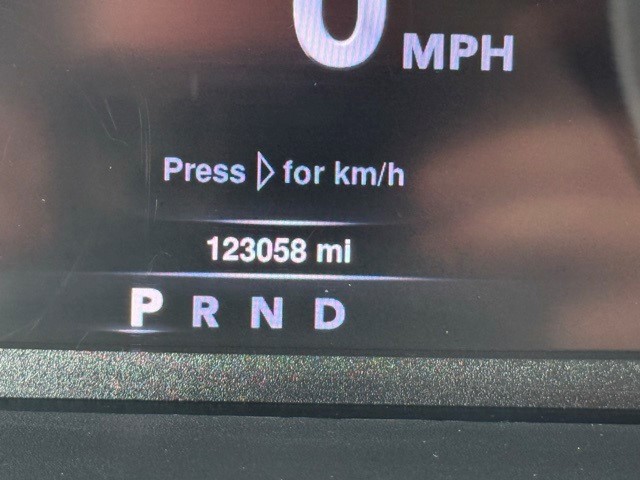 0 MPH
Press ▷ for km/h
123058 mi
P R N D